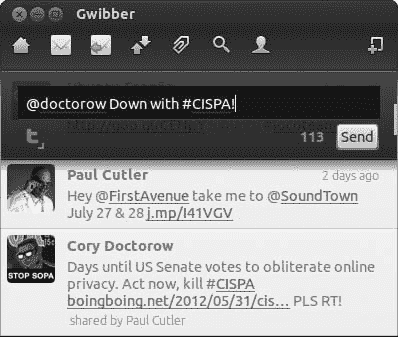 Gwibber
@doctorow Down with #CISPA!
113 Send
Paul Cutler 2 days ago
Hey @FirstAvenue take me to @SoundTown
July 27 & 28 j.mp/I41VGV
Cory Doctorow
STOP SOPA
Days until US Senate votes to obliterate online
privacy. Act now, kill #CISPA
boingboing.net/2012/05/31/cis... PLS RT!
shared by Paul Cutler